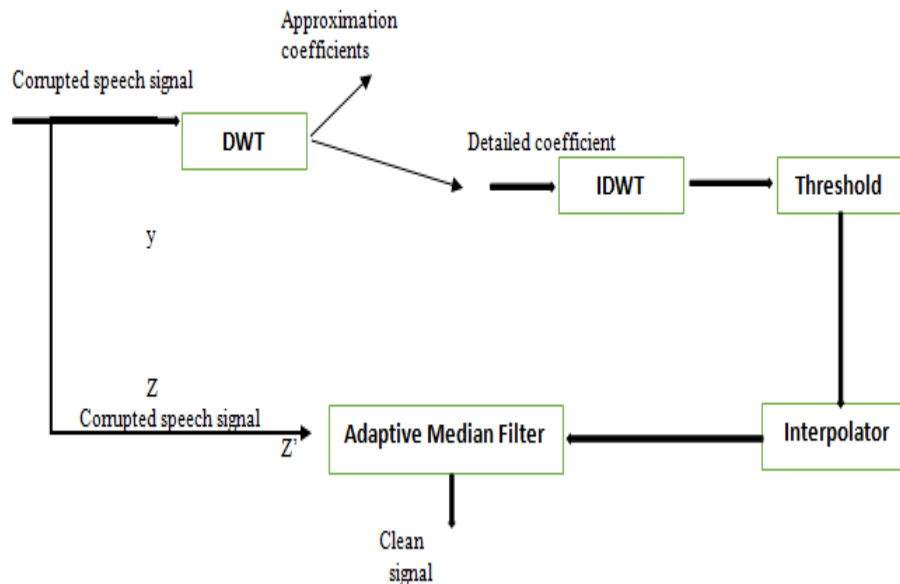 Approximation
coefficients
Corrupted speech signal
DWT
Detailed coefficient
IDWT
Threshold
y
Z
Corrupted speech signal
Z'
Adaptive Median Filter
Interpolator
Clean
signal